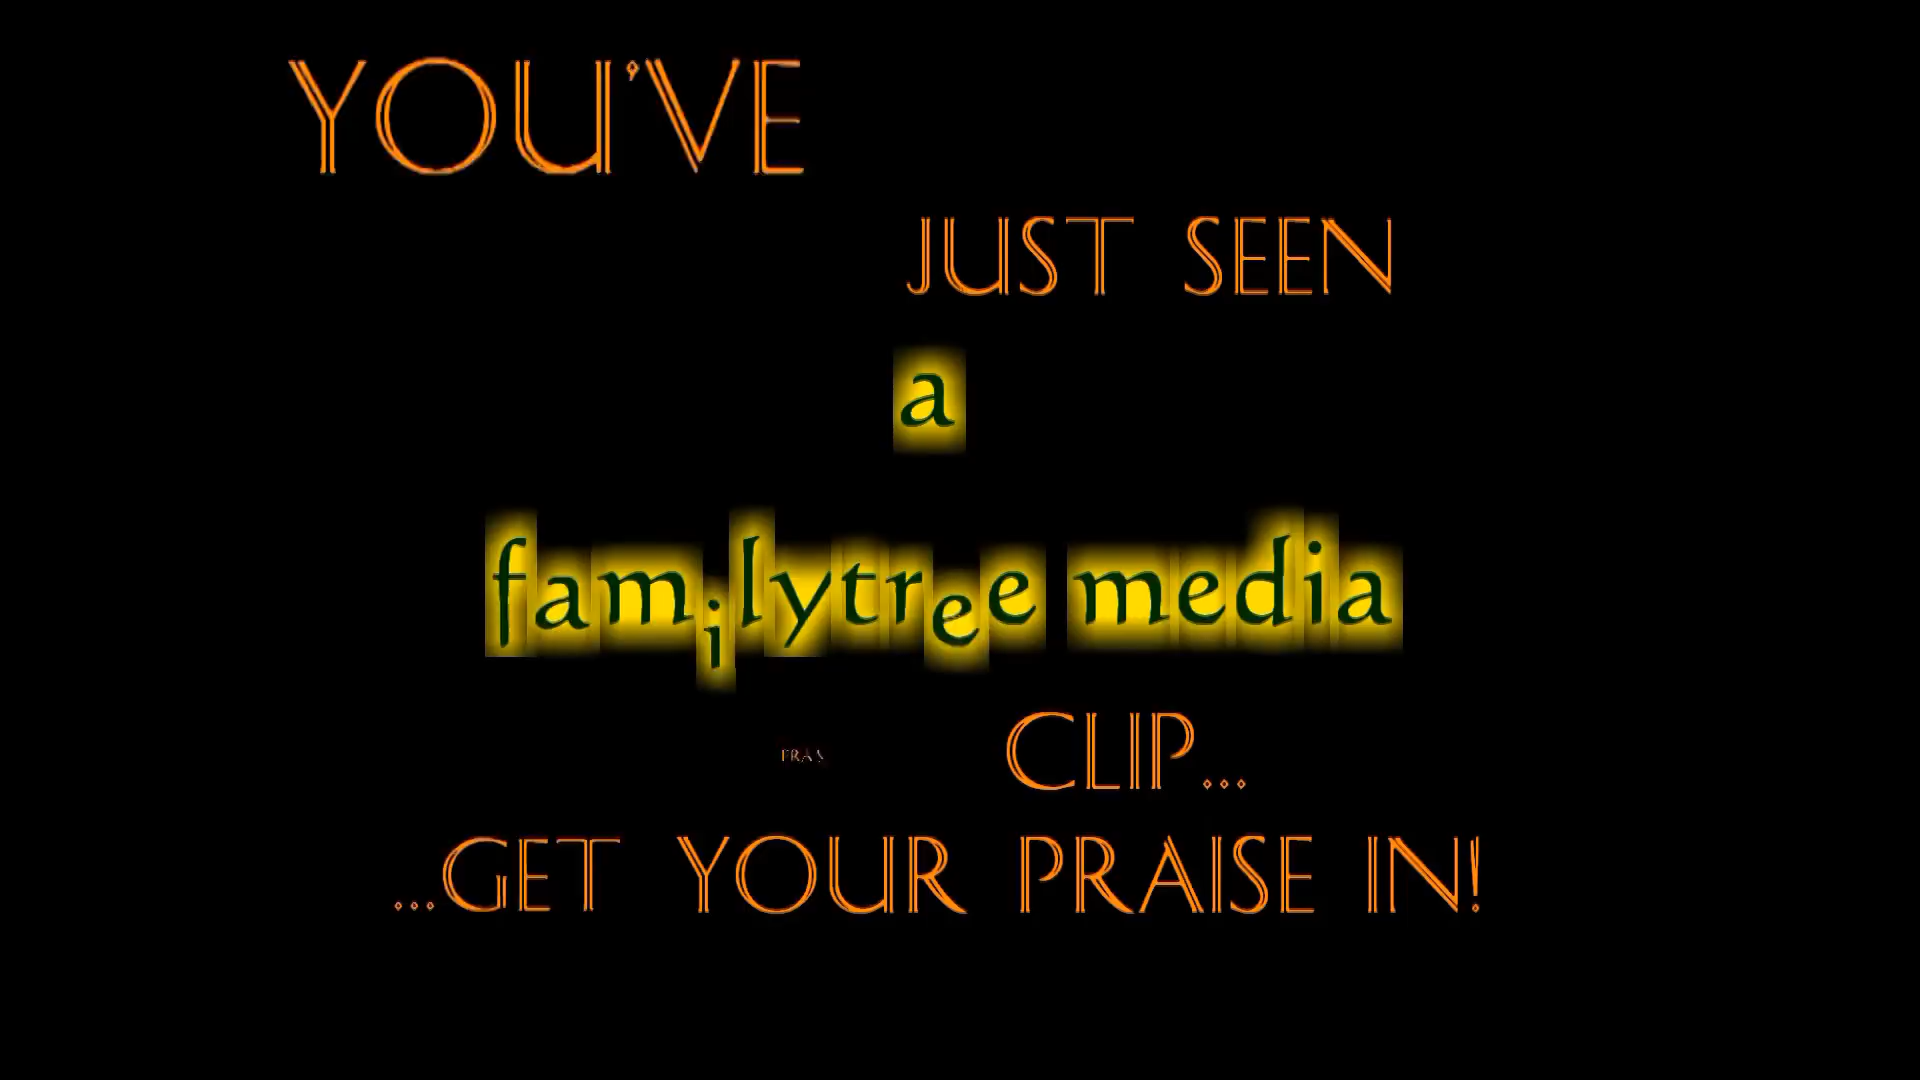 YOU'VE
JUST SEEN
a
familytree media
CLIP...
...GET YOUR PRAISE IN!